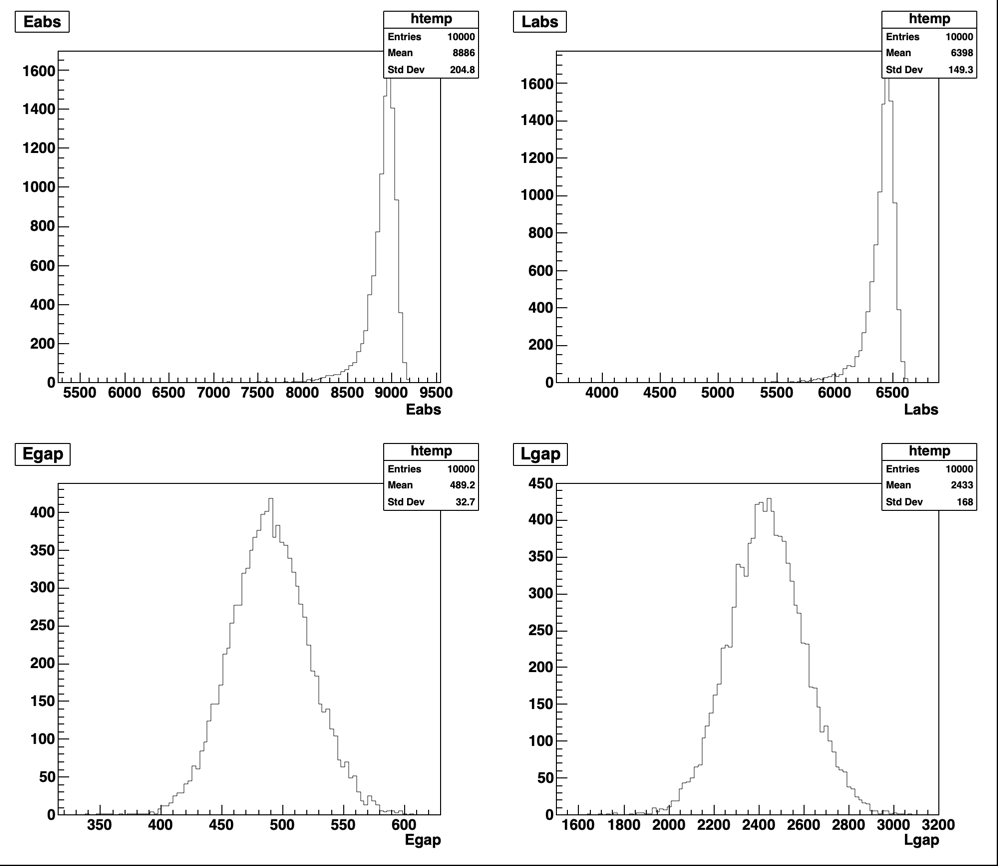 Eabs
htemp
Entries 10000
Mean 8886
Std Dev 204.8
1600
1400
1200
1000
800
600
400
200
0
5500 6000 6500 7000 7500 8000 8500 9000 9500
Eabs
Labs
htemp
Entries 10000
Mean 6398
Std Dev 149.3
1600
1400
1200
1000
800
600
400
200
0
4000 4500 5000 5500 6000 6500
Labs
Egap
htemp
Entries 10000
Mean 489.2
Std Dev 32.7
400
350
300
250
200
150
100
50
0
350 400 450 500 550 600
Egap
Lgap
htemp
Entries 10000
Mean 2433
Std Dev 168
450
400
350
300
250
200
150
100
50
0
1600 1800 2000 2200 2400 2600 2800 3000 3200
Lgap